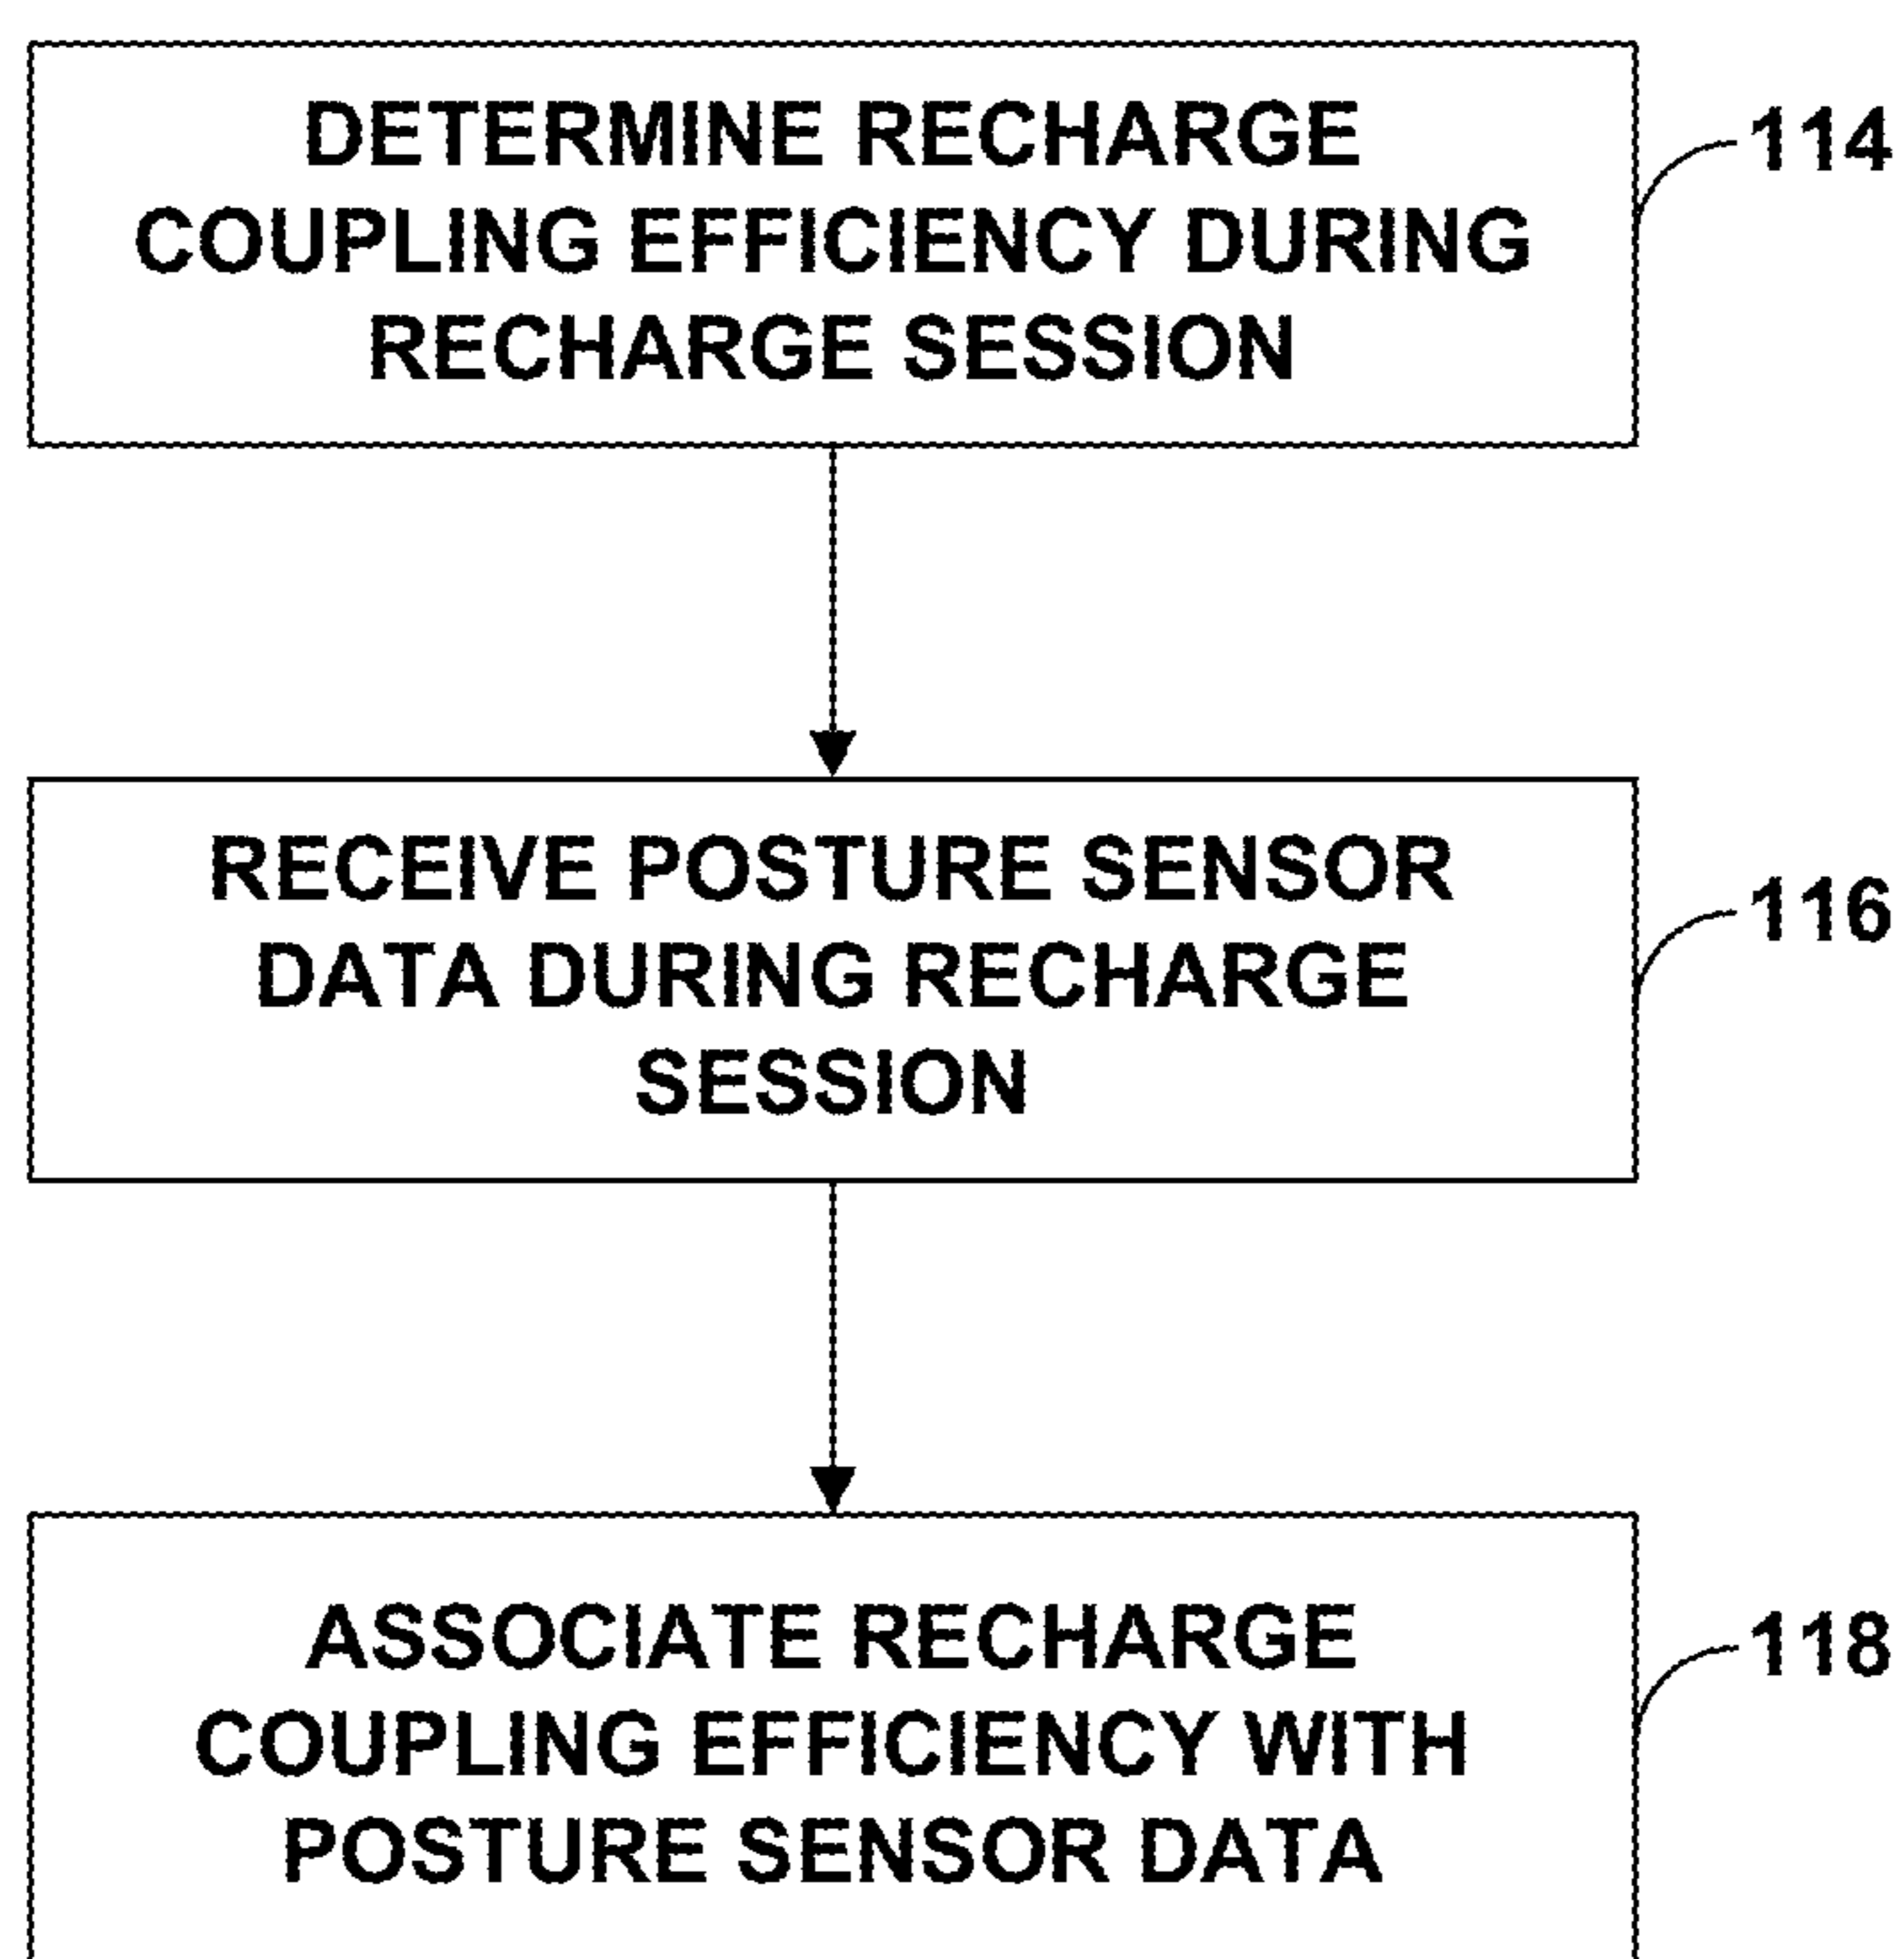 DETERMINE RECHARGE
COUPLING EFFICIENCY DURING
RECHARGE SESSION
114
RECEIVE POSTURE SENSOR
DATA DURING RECHARGE
SESSION
116
ASSOCIATE RECHARGE
COUPLING EFFICIENCY WITH
POSTURE SENSOR DATA
118